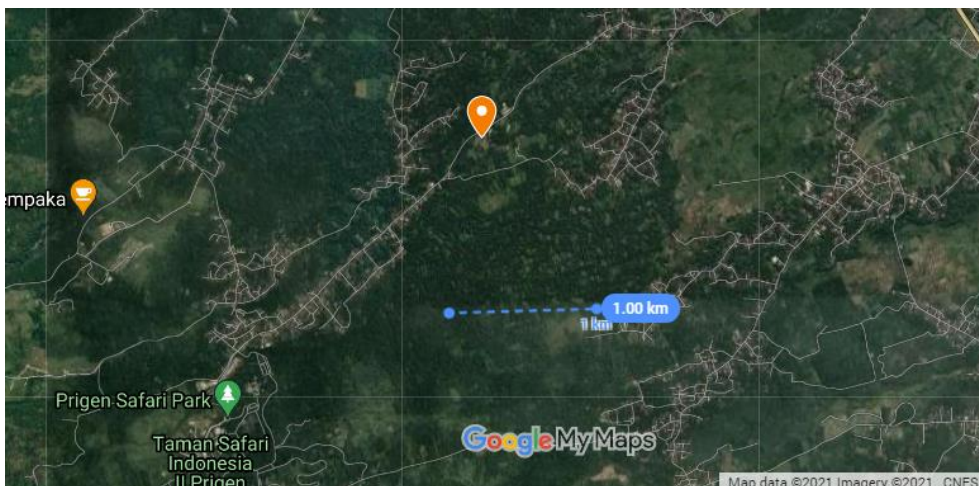 empaka
1.00 km
1 km
Prigen Safari Park
Taman Safari
Indonesia
II Prigen
Google My Maps
Map data ©2021 Imagery ©2021 , CNES